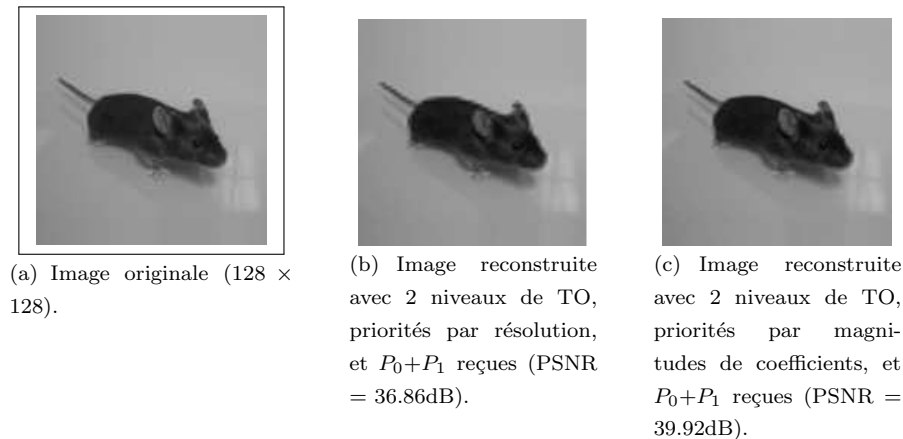 (a) Image originale (128 ×
128).
(b) Image reconstruite
avec 2 niveaux de TO,
priorités par résolution,
et P₀+P₁ reçues (PSNR
= 36.86dB).
(c) Image reconstruite
avec 2 niveaux de TO,
priorités par magni-
tudes de coefficients, et
P₀+P₁ reçues (PSNR =
39.92dB).